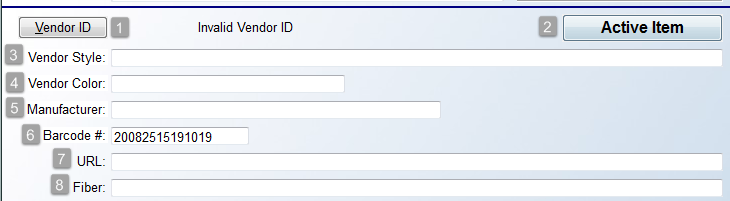 Vendor ID 1 Invalid Vendor ID 2 Active Item
3 Vendor Style:
4 Vendor Color:
5 Manufacturer:
6 Barcode #: 20082515191019
7 URL:
8 Fiber: